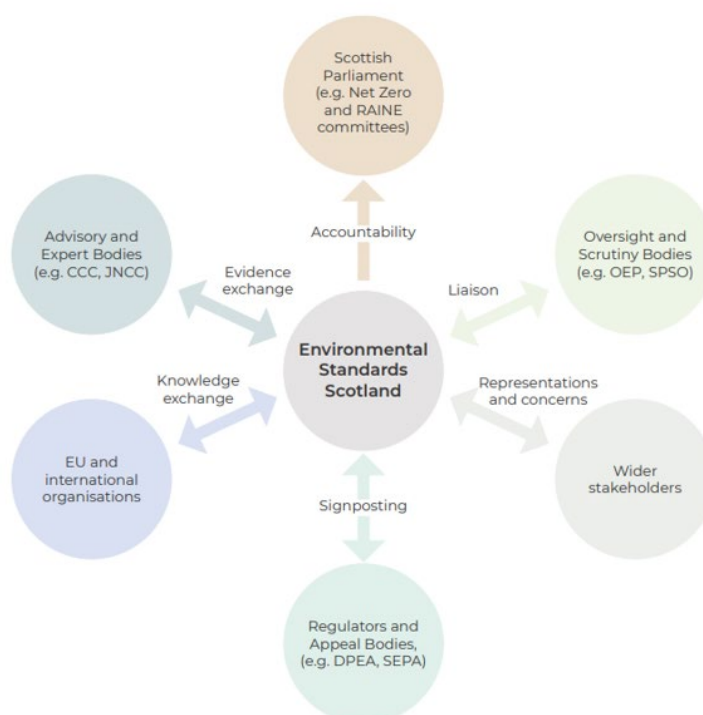 Scottish
Parliament
(e.g. Net Zero
and RAINE
committees)
Accountability
Advisory and
Expert Bodies
(e.g. CCC, JNCC)
Evidence
exchange
Oversight and
Scrutiny Bodies
(e.g. OEP, SPSO)
Liaison
Environmental
Standards
Scotland
Knowledge
exchange
EU and
international
organisations
Representations
and concerns
Wider
stakeholders
Signposting
Regulators and
Appeal Bodies,
(e.g. DPEA, SEPA)